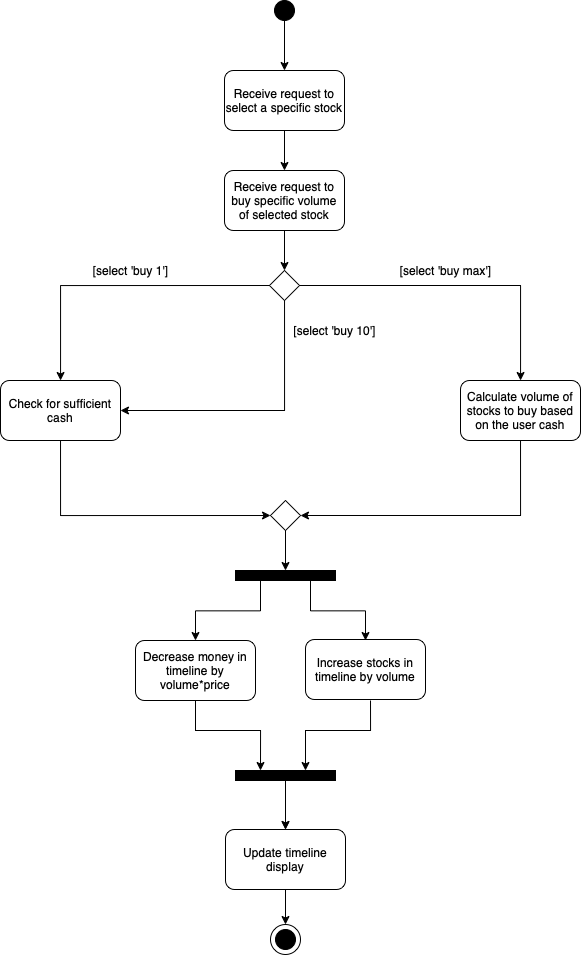 Receive request to
select a specific stock
Receive request to
buy specific volume
of selected stock
[select 'buy 1']
[select 'buy max']
[select 'buy 10']
Check for sufficient
cash
Calculate volume of
stocks to buy based
on the user cash
Decrease money in
timeline by
volume*price
Increase stocks in
timeline by volume
Update timeline
display